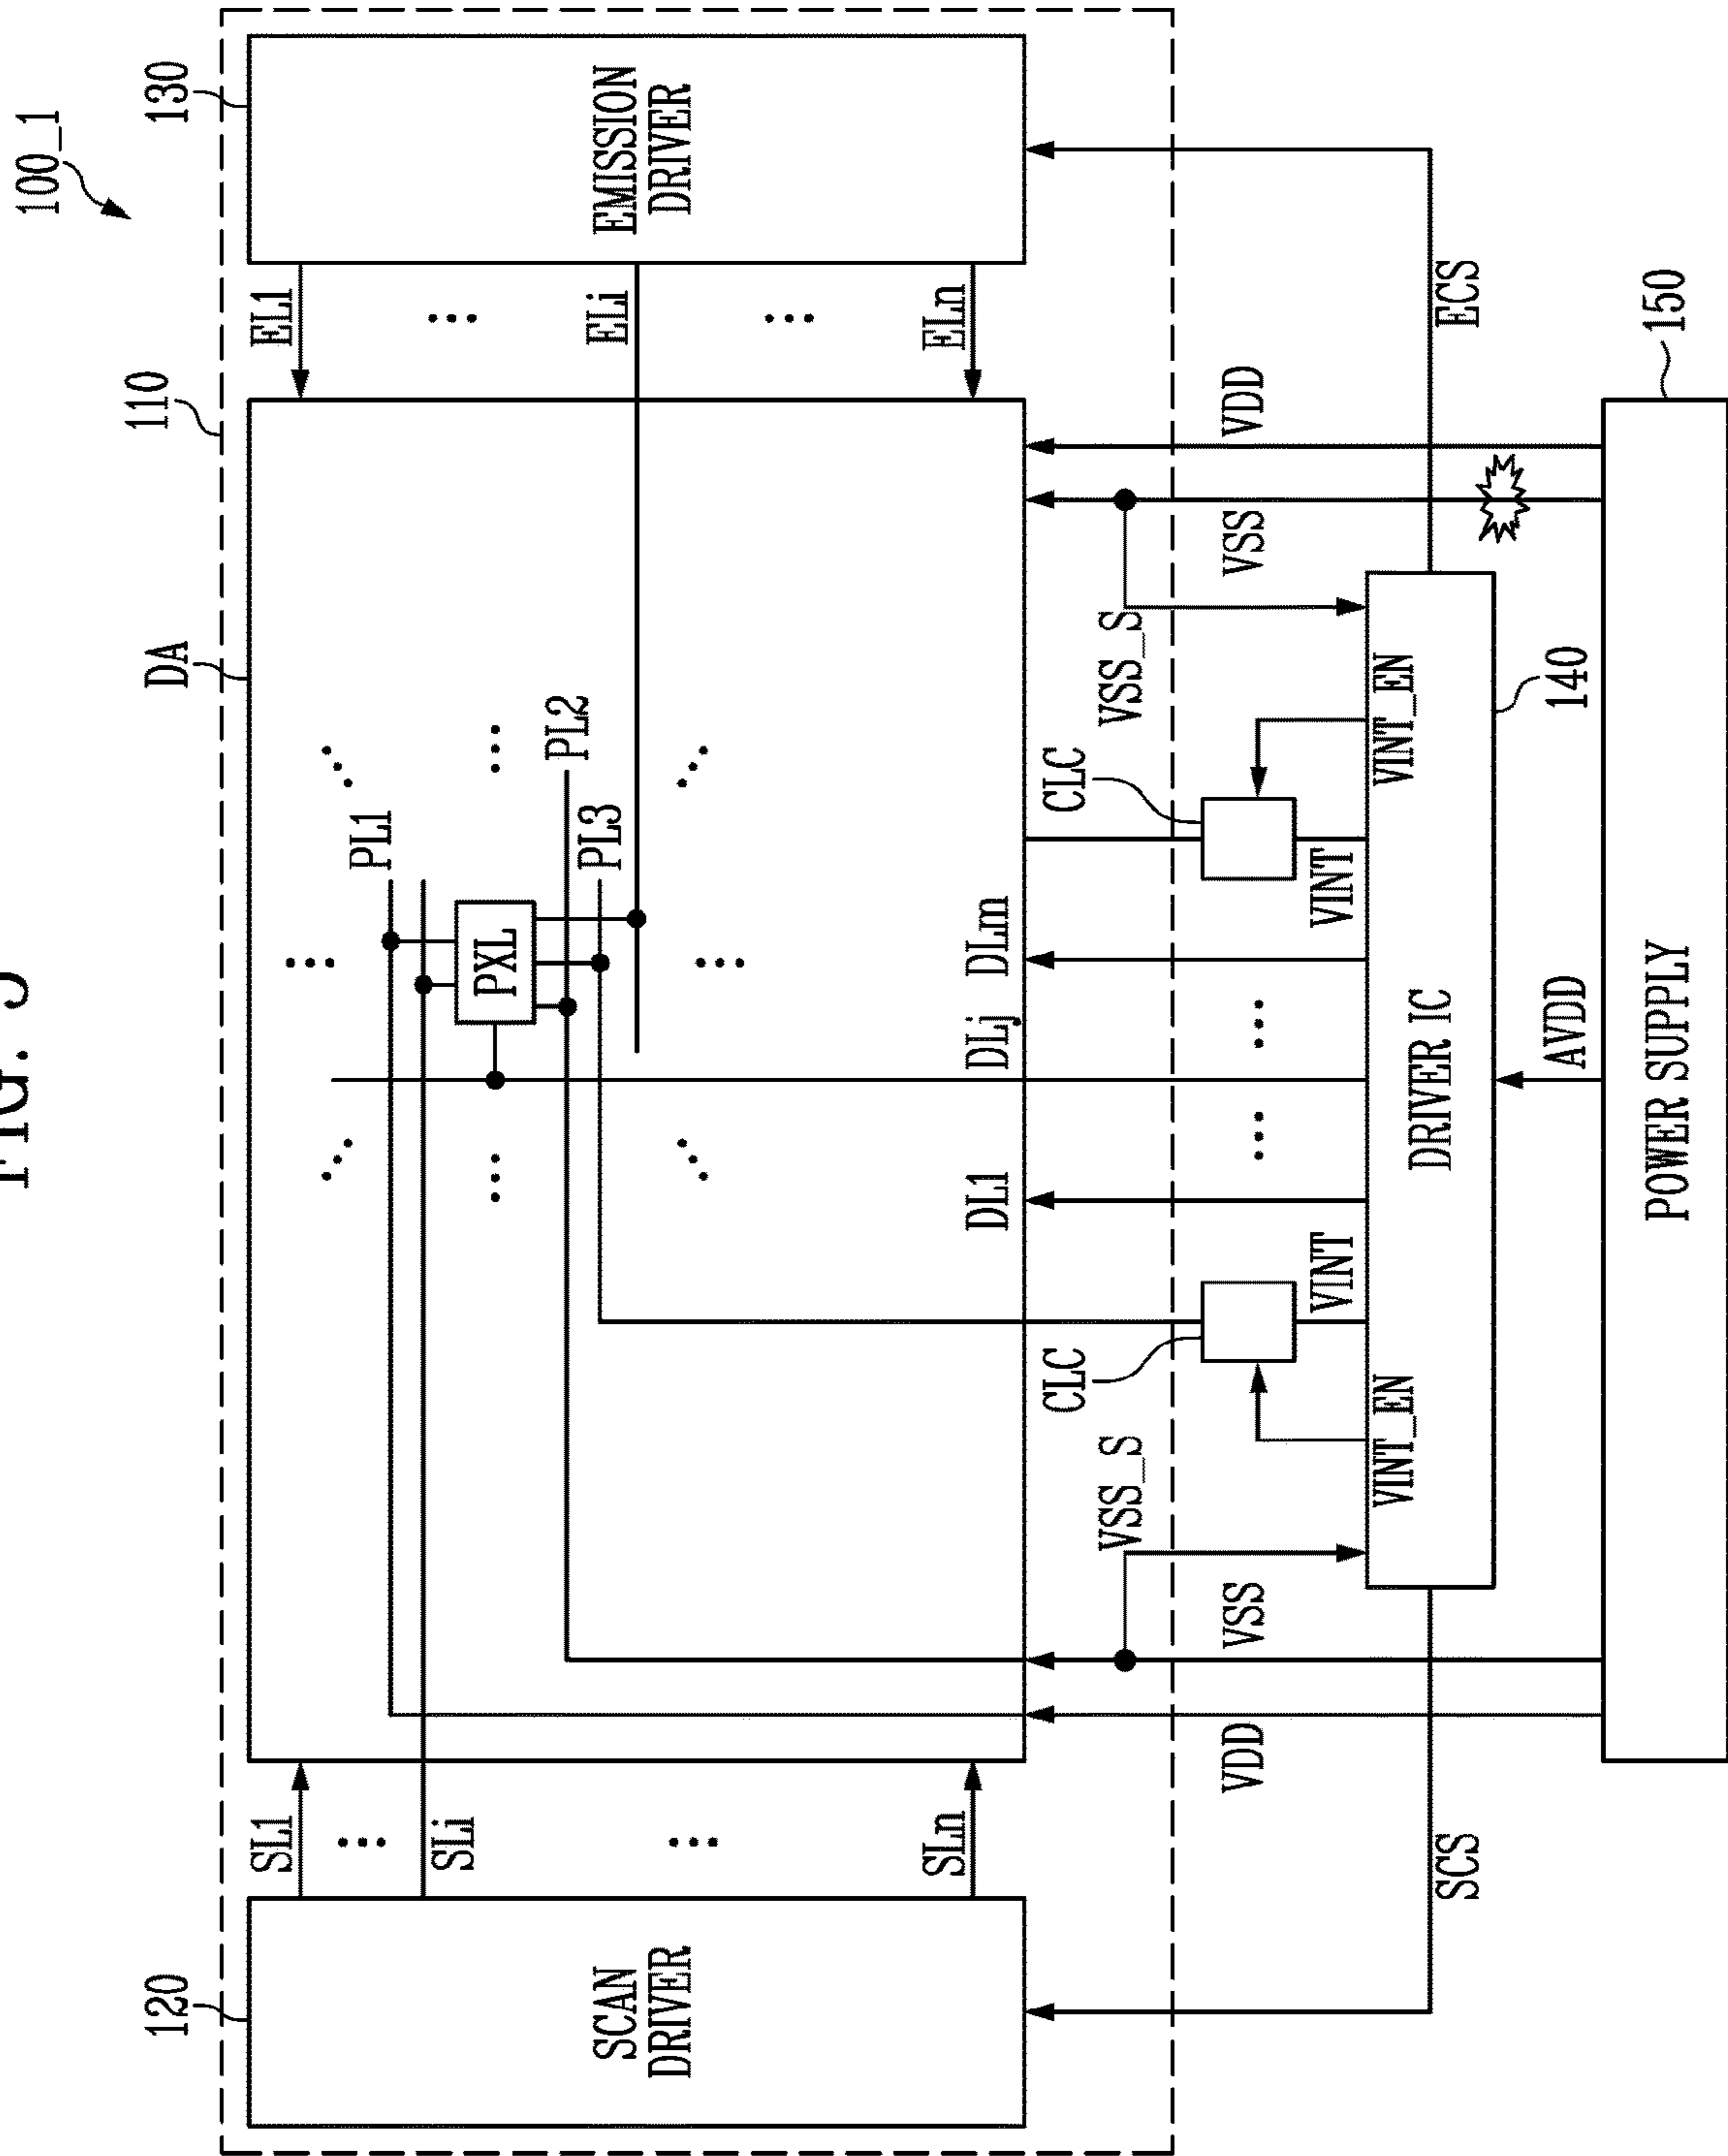 100_1
120
DA
110
130
SCAN
DRIVER
SL1
SLi
SLn
PL1
PXL
PL2
PL3
EL1
ELi
ELn
EMISSION
DRIVER
DL1
DLj
DLm
CLC
CLC
VSS_S
VSS_S
VDD
VSS
VSS
VDD
VINT
VINT
VINT_EN
VINT_EN
DRIVER IC
140
SCS
ECS
AVDD
150
POWER SUPPLY